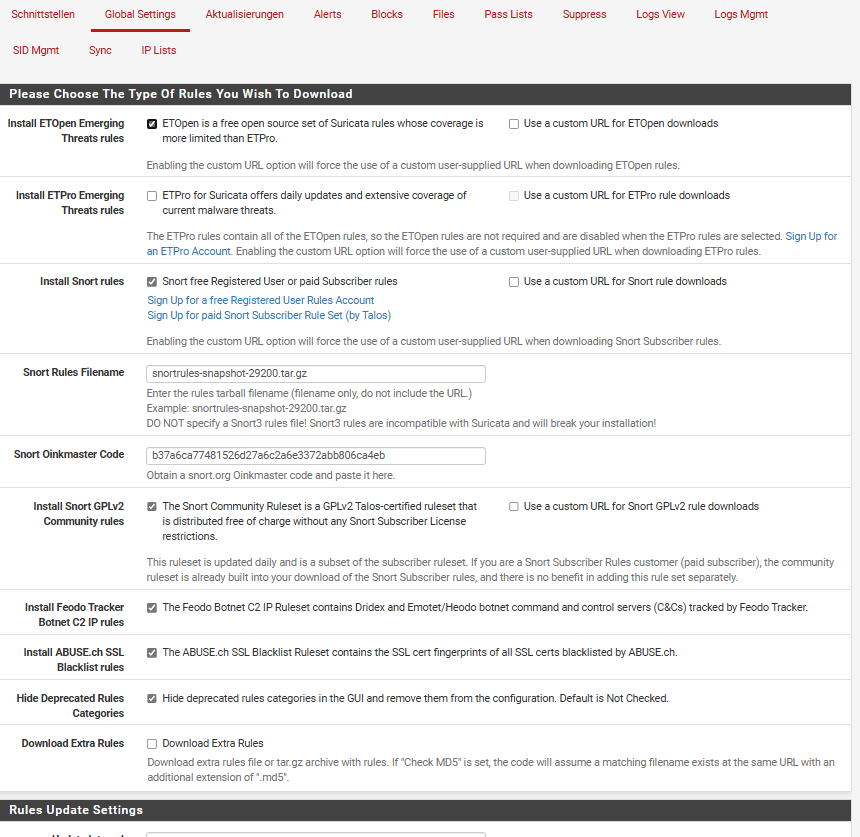 Schnittstellen Global Settings Aktualisierungen Alerts Blocks Files Pass Lists Suppress Logs View Logs Mgmt
SID Mgmt Sync IP Lists
Please Choose The Type Of Rules You Wish To Download
Install ETOpen Emerging Threats rules
ETOpen is a free open source set of Suricata rules whose coverage is
more limited than ETPro.
Use a custom URL for ETOpen downloads
Enabling the custom URL option will force the use of a custom user-supplied URL when downloading ETOpen rules.
Install ETPro Emerging Threats rules
ETPro for Suricata offers daily updates and extensive coverage of
current malware threats.
Use a custom URL for ETPro rule downloads
The ETPro rules contain all of the ETOpen rules, so the ETOpen rules are not required and are disabled when the ETPro rules are selected. Sign Up for
an ETPro Account. Enabling the custom URL option will force the use of a custom user-supplied URL when downloading ETPro rules.
Install Snort rules
Snort free Registered User or paid Subscriber rules
Use a custom URL for Snort rule downloads
Sign Up for a free Registered User Rules Account
Sign Up for paid Snort Subscriber Rule Set (by Talos)
Enabling the custom URL option will force the use of a custom user-supplied URL when downloading Snort Subscriber rules.
Snort Rules Filename
snortrules-snapshot-29200.tar.gz
Enter the rules tarball filename (filename only, do not include the URL.)
Example: snortrules-snapshot-29200.tar.gz
DO NOT specify a Snort3 rules file! Snort3 rules are incompatible with Suricata and will break your installation!
Snort Oinkmaster Code
b37a6ca77481526d27a6c2a6e3372abb806ca4eb
Obtain a snort.org Oinkmaster code and paste it here.
Install Snort GPLv2
Community rules
The Snort Community Ruleset is a GPLv2 Talos-certified ruleset that
is distributed free of charge without any Snort Subscriber License
restrictions.
Use a custom URL for Snort GPLv2 rule downloads
This ruleset is updated daily and is a subset of the subscriber ruleset. If you are a Snort Subscriber Rules customer (paid subscriber), the community
ruleset is already built into your download of the Snort Subscriber rules, and there is no benefit in adding this rule set separately.
Install Feodo Tracker
Botnet C2 IP rules
The Feodo Botnet C2 IP Ruleset contains Dridex and Emotet/Heodo botnet command and control servers (C&Cs) tracked by Feodo Tracker.
Install ABUSE.ch SSL
Blacklist rules
The ABUSE.ch SSL Blacklist Ruleset contains the SSL cert fingerprints of all SSL certs blacklisted by ABUSE.ch.
Hide Deprecated Rules
Categories
Hide deprecated rules categories in the GUI and remove them from the configuration. Default is Not Checked.
Download Extra Rules
Download Extra Rules
Download extra rules file or tar.gz archive with rules. If "Check MD5" is set, the code will assume a matching filename exists at the same URL with an
additional extension of ".md5".
Rules Update Settings